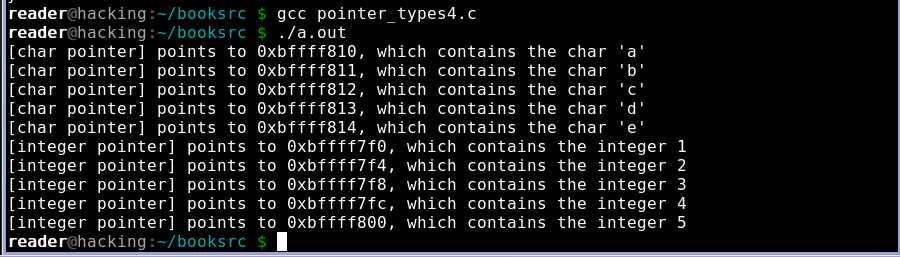 reader@hacking:~/booksrc $ gcc pointer_types4.c
reader@hacking:~/booksrc $ ./a.out
[char pointer] points to 0xbffff810, which contains the char 'a'
[char pointer] points to 0xbffff811, which contains the char 'b'
[char pointer] points to 0xbffff812, which contains the char 'c'
[char pointer] points to 0xbffff813, which contains the char 'd'
[char pointer] points to 0xbffff814, which contains the char 'e'
[integer pointer] points to 0xbffff7f0, which contains the integer 1
[integer pointer] points to 0xbffff7f4, which contains the integer 2
[integer pointer] points to 0xbffff7f8, which contains the integer 3
[integer pointer] points to 0xbffff7fc, which contains the integer 4
[integer pointer] points to 0xbffff800, which contains the integer 5
reader@hacking:~/booksrc $